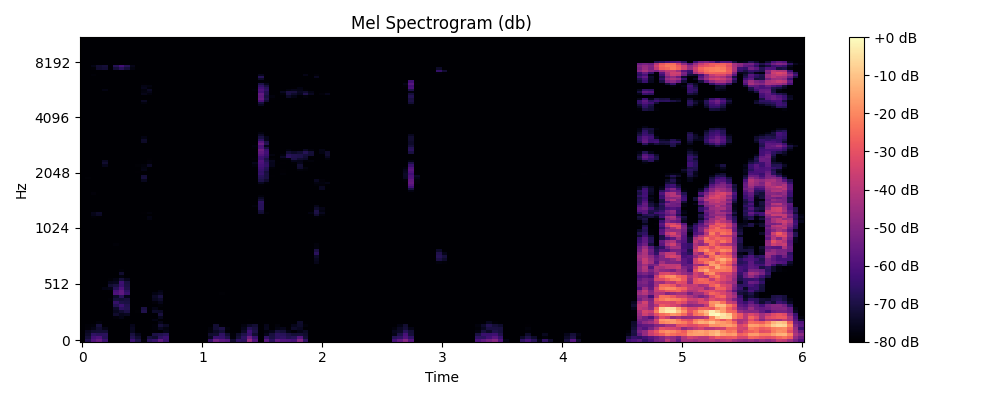 Mel Spectrogram (db)
Hz
8192
4096
2048
1024
512
0
0 1 2 3 4 5 6
Time
+0 dB
-10 dB
-20 dB
-30 dB
-40 dB
-50 dB
-60 dB
-70 dB
-80 dB